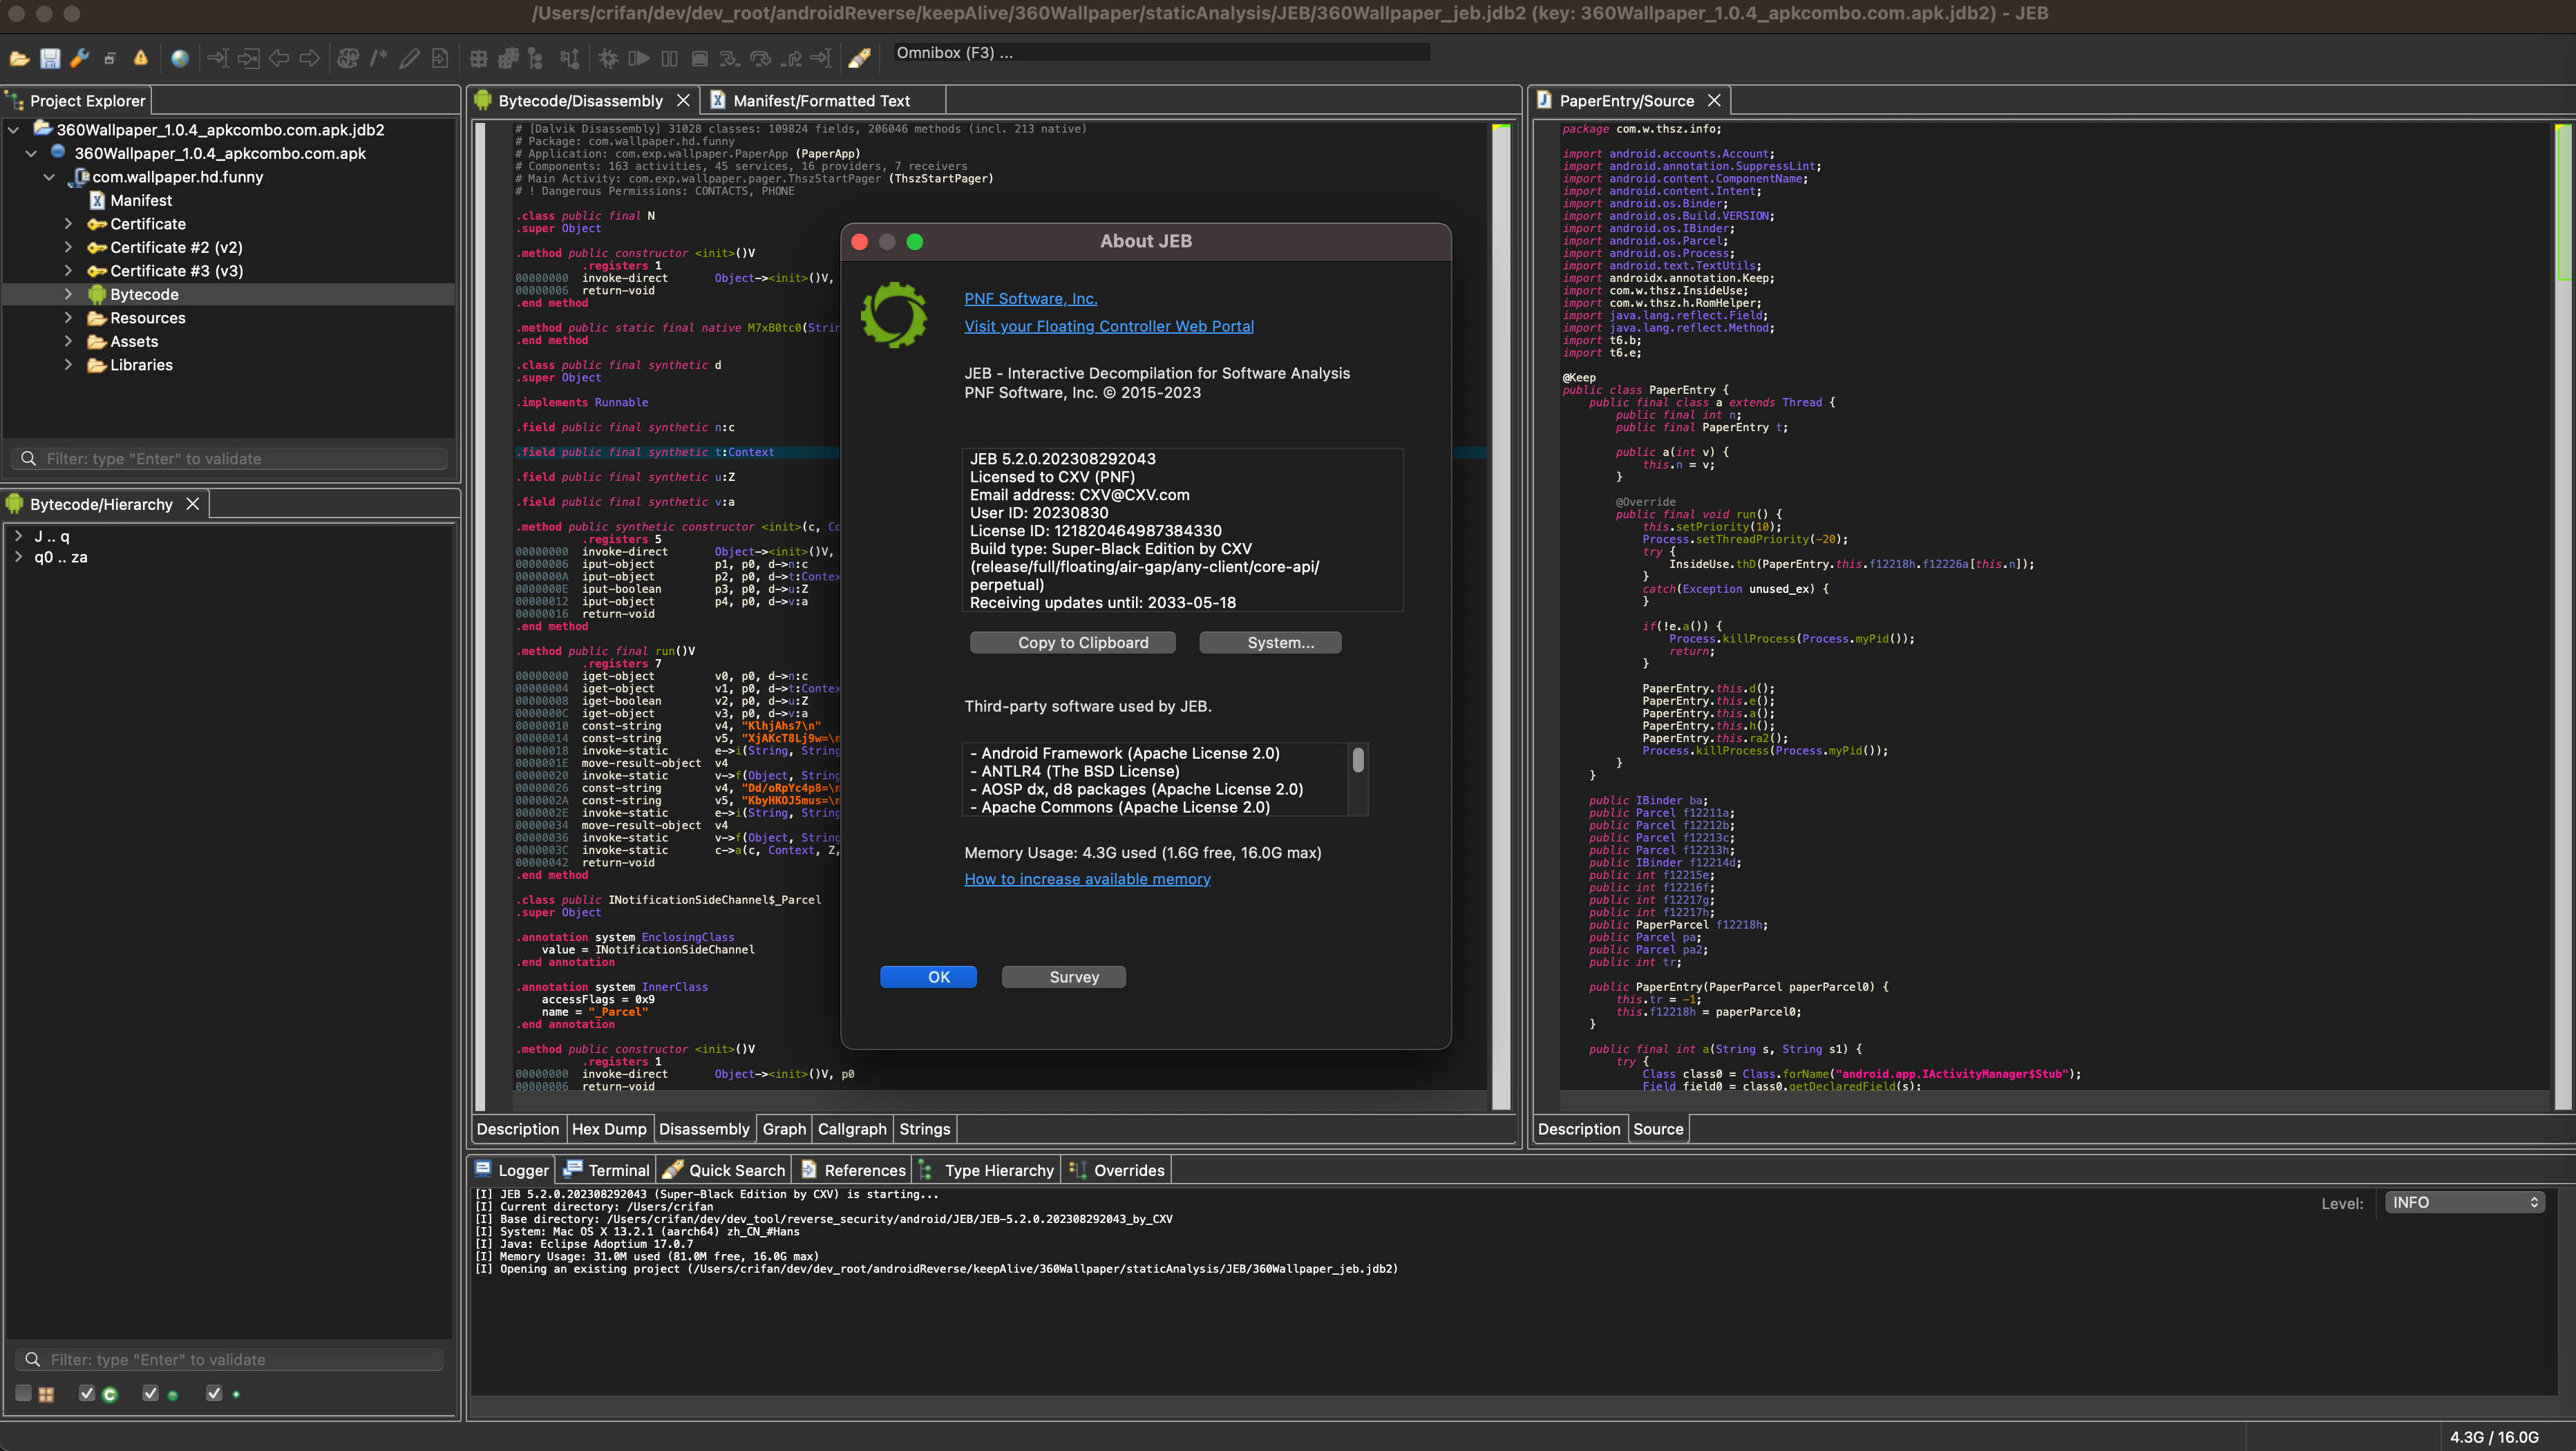 /Users/crifan/dev/dev_root/androidReverse/keepAlive/360Wallpaper/staticAnalysis/JEB/360Wallpaper_jeb.jdb2 (key: 360Wallpaper_1.0.4_apkcombo.com.apk.jdb2) - JEB
Omnibox (F3) ...
Project Explorer
360Wallpaper_1.0.4_apkcombo.com.apk.jdb2
360Wallpaper_1.0.4_apkcombo.com.apk
com.wallpaper.hd.funny
Manifest
Certificate
Certificate #2 (v2)
Certificate #3 (v3)
Bytecode
Resources
Assets
Libraries
Filter: type "Enter" to validate
Bytecode/Hierarchy
J .. q
q0 .. za
Filter: type "Enter" to validate
Bytecode/Disassembly
Manifest/Formatted Text
# [Dalvik Disassembly] 31028 classes: 109824 fields, 206046 methods (incl. 213 native)
# Package: com.wallpaper.hd.funny
# Application: com.exp.wallpaper.PaperApp (PaperApp)
# Components: 163 activities, 45 services, 16 providers, 7 receivers
# Main Activity: com.exp.wallpaper.pager.ThszStartPager (ThszStartPager)
# ! Dangerous Permissions: CONTACTS, PHONE
.class public final N
.super Object
.method public constructor <init>()V
.registers 1
00000000 invoke-direct Object-><init>()V,
00000006 return-void
.end method
.method public static final native M7xB0tc0(Strin
.end method
.class public final synthetic d
.super Object
.implements Runnable
.field public final synthetic n:c
.field public final synthetic t:Context
.field public final synthetic u:Z
.field public final synthetic v:a
.method public synthetic constructor <init>(c, Co
.registers 5
00000000 invoke-direct Object-><init>()V,
00000006 iput-object p1, p0, d->n:c
0000000A iput-object p2, p0, d->t:Contex
0000000E iput-boolean p3, p0, d->u:Z
00000012 iput-object p4, p0, d->v:a
00000016 return-void
.end method
.method public final run()V
.registers 7
00000000 iget-object v0, p0, d->n:c
00000004 iget-object v1, p0, d->t:Contex
00000008 iget-boolean v2, p0, d->u:Z
0000000C iget-object v3, p0, d->v:a
00000010 const-string v4, "KlhjAhs7\n"
00000014 const-string v5, "XjAKcT8Lj9w=\n
00000018 invoke-static e->i(String, String
0000001E move-result-object v4
00000020 invoke-static v->f(Object, String
00000026 const-string v4, "Dd/oRpYc4p8=\n
0000002A const-string v5, "KbyHKOJ5mus=\n
0000002E invoke-static e->i(String, String
00000034 move-result-object v4
00000036 invoke-static v->f(Object, String
0000003C invoke-static c->a(c, Context, Z,
00000042 return-void
.end method
.class public INotificationSideChannel$_Parcel
.super Object
.annotation system EnclosingClass
value = INotificationSideChannel
.end annotation
.annotation system InnerClass
accessFlags = 0x9
name = "_Parcel"
.end annotation
.method public constructor <init>()V
.registers 1
00000000 invoke-direct Object-><init>()V, p0
00000006 return-void
Description Hex Dump Disassembly Graph Callgraph Strings
About JEB
PNF Software, Inc.
Visit your Floating Controller Web Portal
JEB - Interactive Decompilation for Software Analysis
PNF Software, Inc. © 2015-2023
JEB 5.2.0.202308292043
Licensed to CXV (PNF)
Email address: CXV@CXV.com
User ID: 20230830
License ID: 121820464987384330
Build type: Super-Black Edition by CXV
(release/full/floating/air-gap/any-client/core-api/
perpetual)
Receiving updates until: 2033-05-18
Copy to Clipboard
System...
Third-party software used by JEB.
- Android Framework (Apache License 2.0)
- ANTLR4 (The BSD License)
- AOSP dx, d8 packages (Apache License 2.0)
- Apache Commons (Apache License 2.0)
Memory Usage: 4.3G used (1.6G free, 16.0G max)
How to increase available memory
OK
Survey
PaperEntry/Source
package com.w.thsz.info;
import android.accounts.Account;
import android.annotation.SuppressLint;
import android.content.ComponentName;
import android.content.Intent;
import android.os.Binder;
import android.os.Build.VERSION;
import android.os.IBinder;
import android.os.Parcel;
import android.os.Process;
import android.text.TextUtils;
import androidx.annotation.Keep;
import com.w.thsz.InsideUse;
import com.w.thsz.h.RomHelper;
import java.lang.reflect.Field;
import java.lang.reflect.Method;
import t6.b;
import t6.e;
@Keep
public class PaperEntry {
public final class a extends Thread {
public final int n;
public final PaperEntry t;
public a(int v) {
this.n = v;
}
@Override
public final void run() {
this.setPriority(10);
Process.setThreadPriority(-20);
try {
InsideUse.thD(PaperEntry.this.f12218h.f12226a[this.n]);
}
catch(Exception unused_ex) {
}
if(!e.a()) {
Process.killProcess(Process.myPid());
return;
}
PaperEntry.this.d();
PaperEntry.this.e();
PaperEntry.this.a();
PaperEntry.this.h();
PaperEntry.this.ra2();
Process.killProcess(Process.myPid());
}
}
public IBinder ba;
public Parcel f12211a;
public Parcel f12212b;
public Parcel f12213c;
public Parcel f12213h;
public IBinder f12214d;
public int f12215e;
public int f12216f;
public int f12217g;
public int f12217h;
public PaperParcel f12218h;
public Parcel pa;
public Parcel pa2;
public int tr;
public PaperEntry(PaperParcel paperParcel0) {
this.tr = -1;
this.f12218h = paperParcel0;
}
public final int a(String s, String s1) {
try {
Class class0 = Class.forName("android.app.IActivityManager$Stub");
Field field0 = class0.getDeclaredField(s);
Description Source
Logger Terminal Quick Search References Type Hierarchy Overrides
[I] JEB 5.2.0.202308292043 (Super-Black Edition by CXV) is starting...
[I] Current directory: /Users/crifan
[I] Base directory: /Users/crifan/dev/dev_tool/reverse_security/android/JEB/JEB-5.2.0.202308292043_by_CXV
[I] System: Mac OS X 13.2.1 (aarch64) zh_CN_#Hans
[I] Java: Eclipse Adoptium 17.0.7
[I] Memory Usage: 31.0M used (81.0M free, 16.0G max)
[I] Opening an existing project (/Users/crifan/dev/dev_root/androidReverse/keepAlive/360Wallpaper/staticAnalysis/JEB/360Wallpaper_jeb.jdb2)
Level: INFO
4.3G / 16.0G